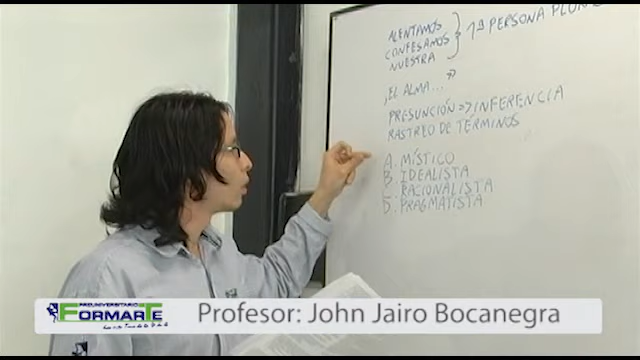 ALENTAMOS
CONFESAMOS
NUESTRA
1ª PERSONA PLURAL
¿EL ALMA...
PRESUNCIÓN => INFERENCIA
RASTREO DE TÉRMINOS
A. MÍSTICO
B. IDEALISTA
C. RACIONALISTA
D. PRAGMATISTA
PREUNIVERSITARIO
FORMARTE
Profesor: John Jairo Bocanegra